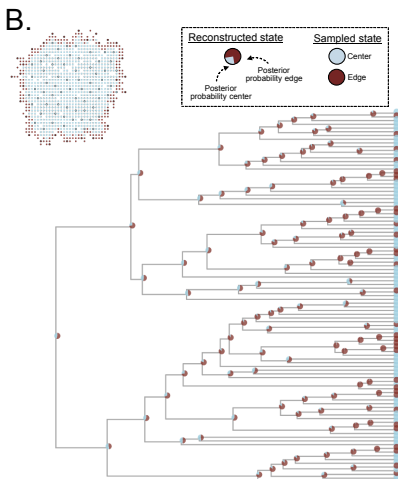 B.
Reconstructed state
Sampled state
Posterior
probability edge
Posterior
probability center
Center
Edge